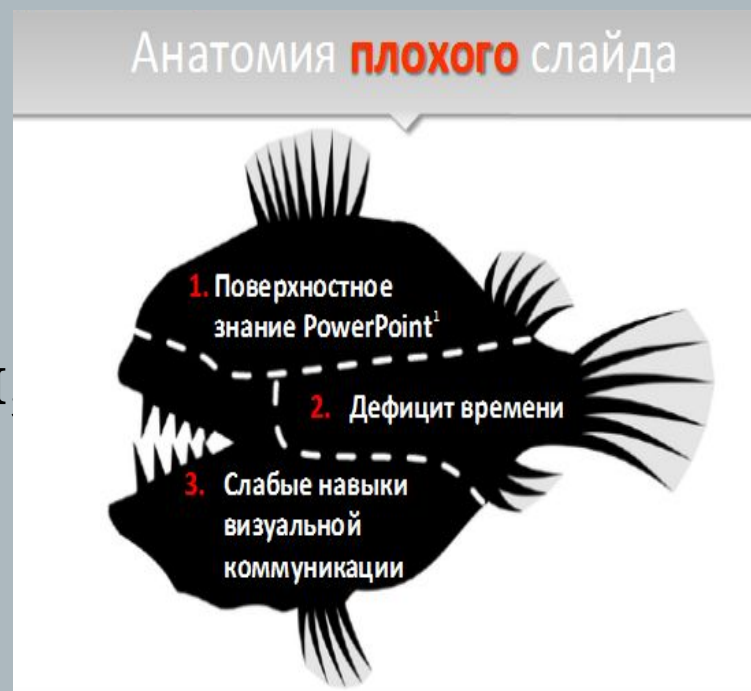 Анатомия плохого слайда
1. Поверхностное
знание PowerPoint¹
2. Дефицит времени
3. Слабые навыки
визуальной
коммуникации